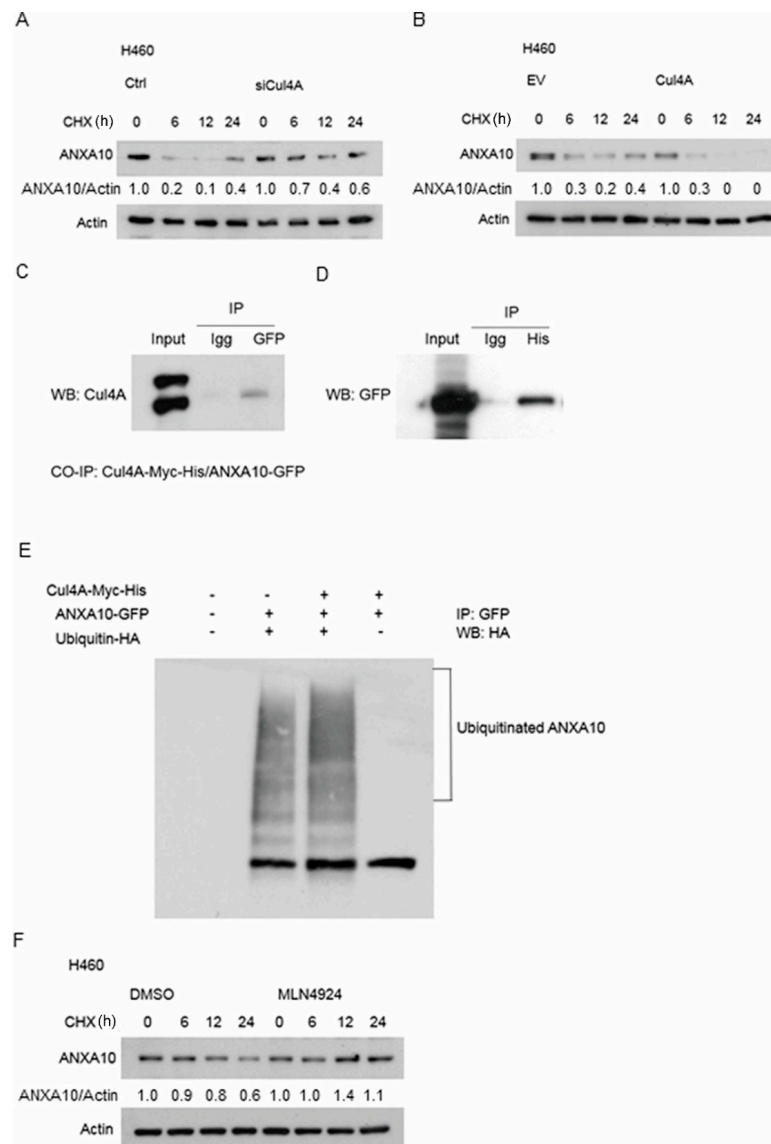 A
H460
Ctrl siCul4A
CHX (h) 0 6 12 24 0 6 12 24
ANXA10
ANXA10/Actin 1.0 0.2 0.1 0.4 1.0 0.7 0.4 0.6
Actin
B
H460
EV Cul4A
CHX (h) 0 6 12 24 0 6 12 24
ANXA10
ANXA10/Actin 1.0 0.3 0.2 0.4 1.0 0.3 0 0
Actin
C
IP
Input Igg GFP
WB: Cul4A
CO-IP: Cul4A-Myc-His/ANXA10-GFP
D
IP
Input Igg His
WB: GFP
E
Cul4A-Myc-His - - + +
ANXA10-GFP - + + + IP: GFP
Ubiquitin-HA - + + - WB: HA
Ubiquitinated ANXA10
F
H460
DMSO MLN4924
CHX (h) 0 6 12 24 0 6 12 24
ANXA10
ANXA10/Actin 1.0 0.9 0.8 0.6 1.0 1.0 1.4 1.1
Actin